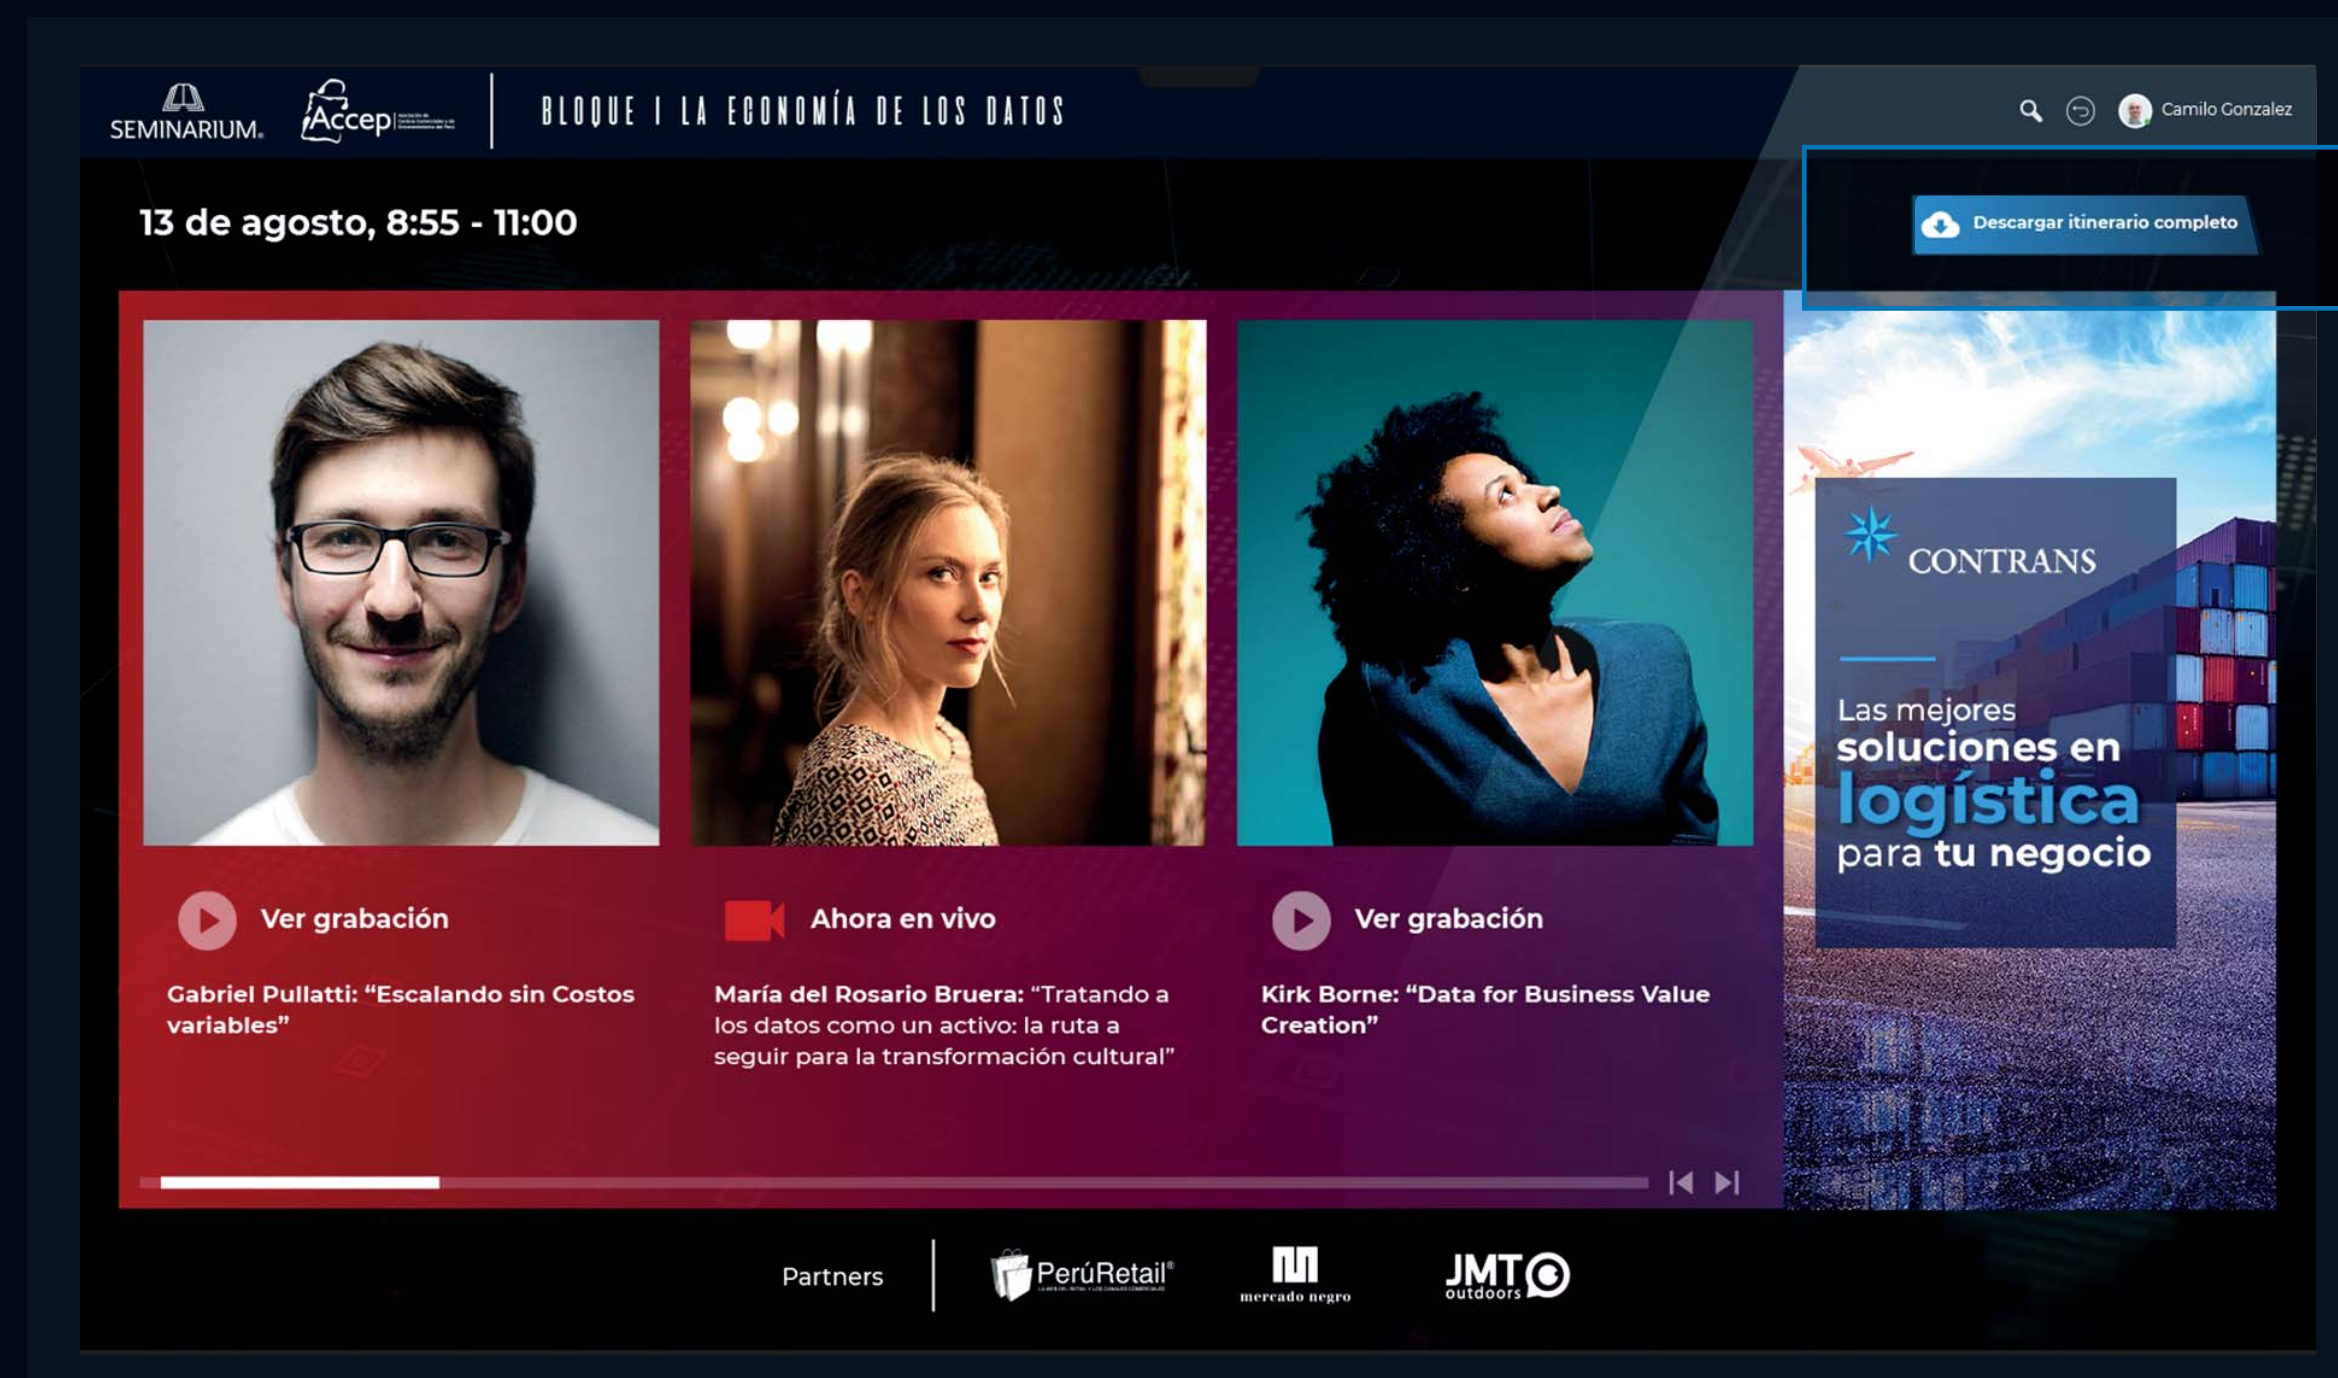 SEMINARIUM®
Accep
BLOQUE I LA ECONOMÍA DE LOS DATOS
Camilo Gonzalez
13 de agosto, 8:55 - 11:00
Descargar itinerario completo
CONTRANS
Las mejores
soluciones en
logística
para tu negocio
Ver grabación
Gabriel Pullatti: “Escalando sin Costos
variables”
Ahora en vivo
María del Rosario Bruera: “Tratando a
los datos como un activo: la ruta a
seguir para la transformación cultural”
Ver grabación
Kirk Borne: “Data for Business Value
Creation”
Partners
PerúRetail®
mercado negro
JMT
outdoors